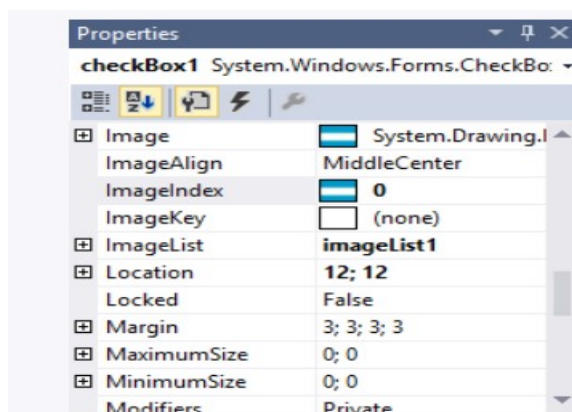 Properties
checkBox1 System.Windows.Forms.CheckBo
Image System.Drawing.I
ImageAlign MiddleCenter
ImageIndex 0
ImageKey (none)
ImageList imageList1
Location 12; 12
Locked False
Margin 3; 3; 3; 3
MaximumSize 0; 0
MinimumSize 0; 0
Modifiers Private